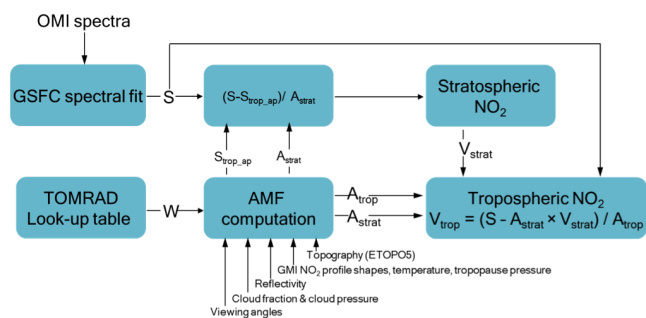 OMI spectra
GSFC spectral fit
S
(S-S_trop_ap)/ A_strat
Stratospheric
NO₂
S_trop_ap
A_strat
V_strat
TOMRAD
Look-up table
W
AMF
computation
A_trop
A_strat
Tropospheric NO₂
V_trop = (S - A_strat × V_strat) / A_trop
Topography (ETOPO5)
GMI NO₂ profile shapes, temperature, tropopause pressure
Reflectivity
Cloud fraction & cloud pressure
Viewing angles